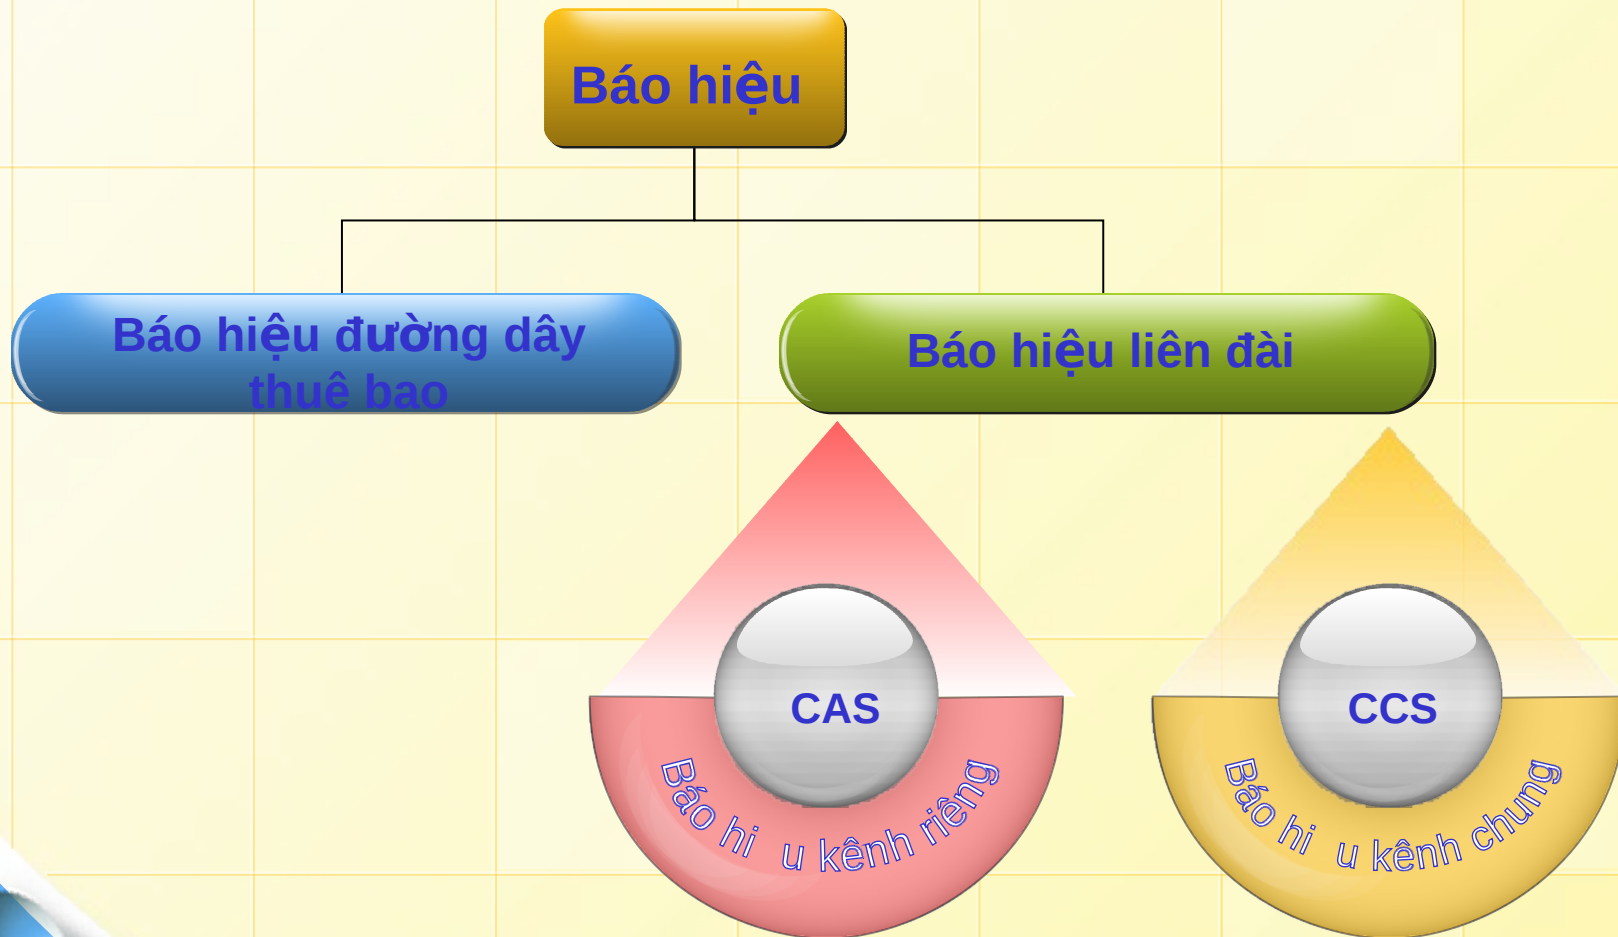 Báo hiệu
Báo hiệu đường dây
thuê bao
Báo hiệu liên đài
CAS
CCS
Báo hi u kênh riêng
Báo hi u kênh chung